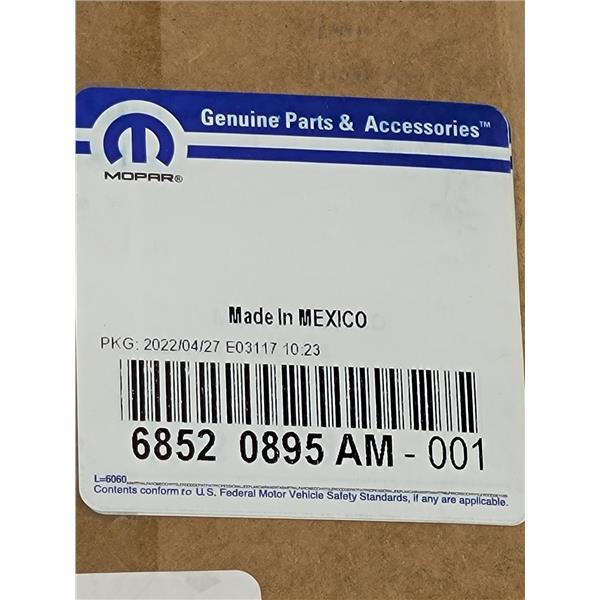 Genuine Parts & Accessories™
MOPAR®
Made In MEXICO
PKG: 2022/04/27 E03117 10:23
6852 0895 AM - 001
L=6060
Contents conform to U.S. Federal Motor Vehicle Safety Standards, if any are applicable.